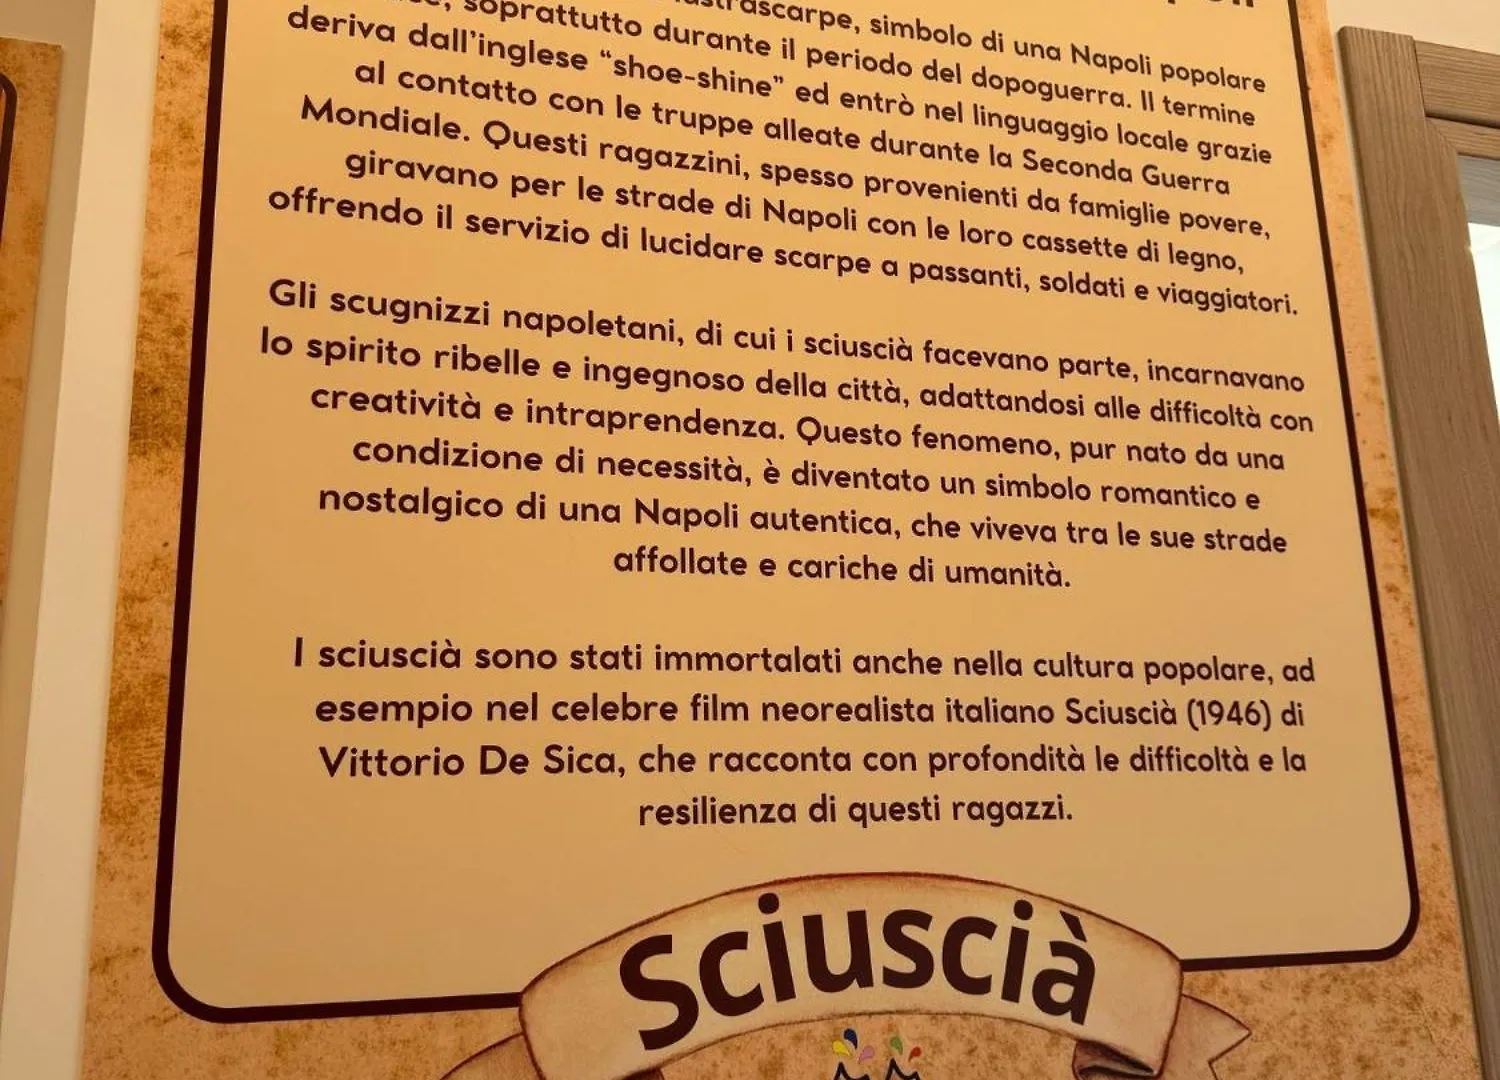 lustrascarpe, simbolo di una Napoli popolare
soprattutto durante il periodo del dopoguerra. Il termine
deriva dall'inglese “shoe-shine” ed entrò nel linguaggio locale grazie
al contatto con le truppe alleate durante la Seconda Guerra
Mondiale. Questi ragazzini, spesso provenienti da famiglie povere,
giravano per le strade di Napoli con le loro cassette di legno,
offrendo il servizio di lucidare scarpe a passanti, soldati e viaggiatori.
Gli scugnizzi napoletani, di cui i sciuscià facevano parte, incarnavano
lo spirito ribelle e ingegnoso della città, adattandosi alle difficoltà con
creatività e intraprendenza. Questo fenomeno, pur nato da una
condizione di necessità, è diventato un simbolo romantico e
nostalgico di una Napoli autentica, che viveva tra le sue strade
affollate e cariche di umanità.
I sciuscià sono stati immortalati anche nella cultura popolare, ad
esempio nel celebre film neorealista italiano Sciuscià (1946) di
Vittorio De Sica, che racconta con profondità le difficoltà e la
resilienza di questi ragazzi.
Sciuscià